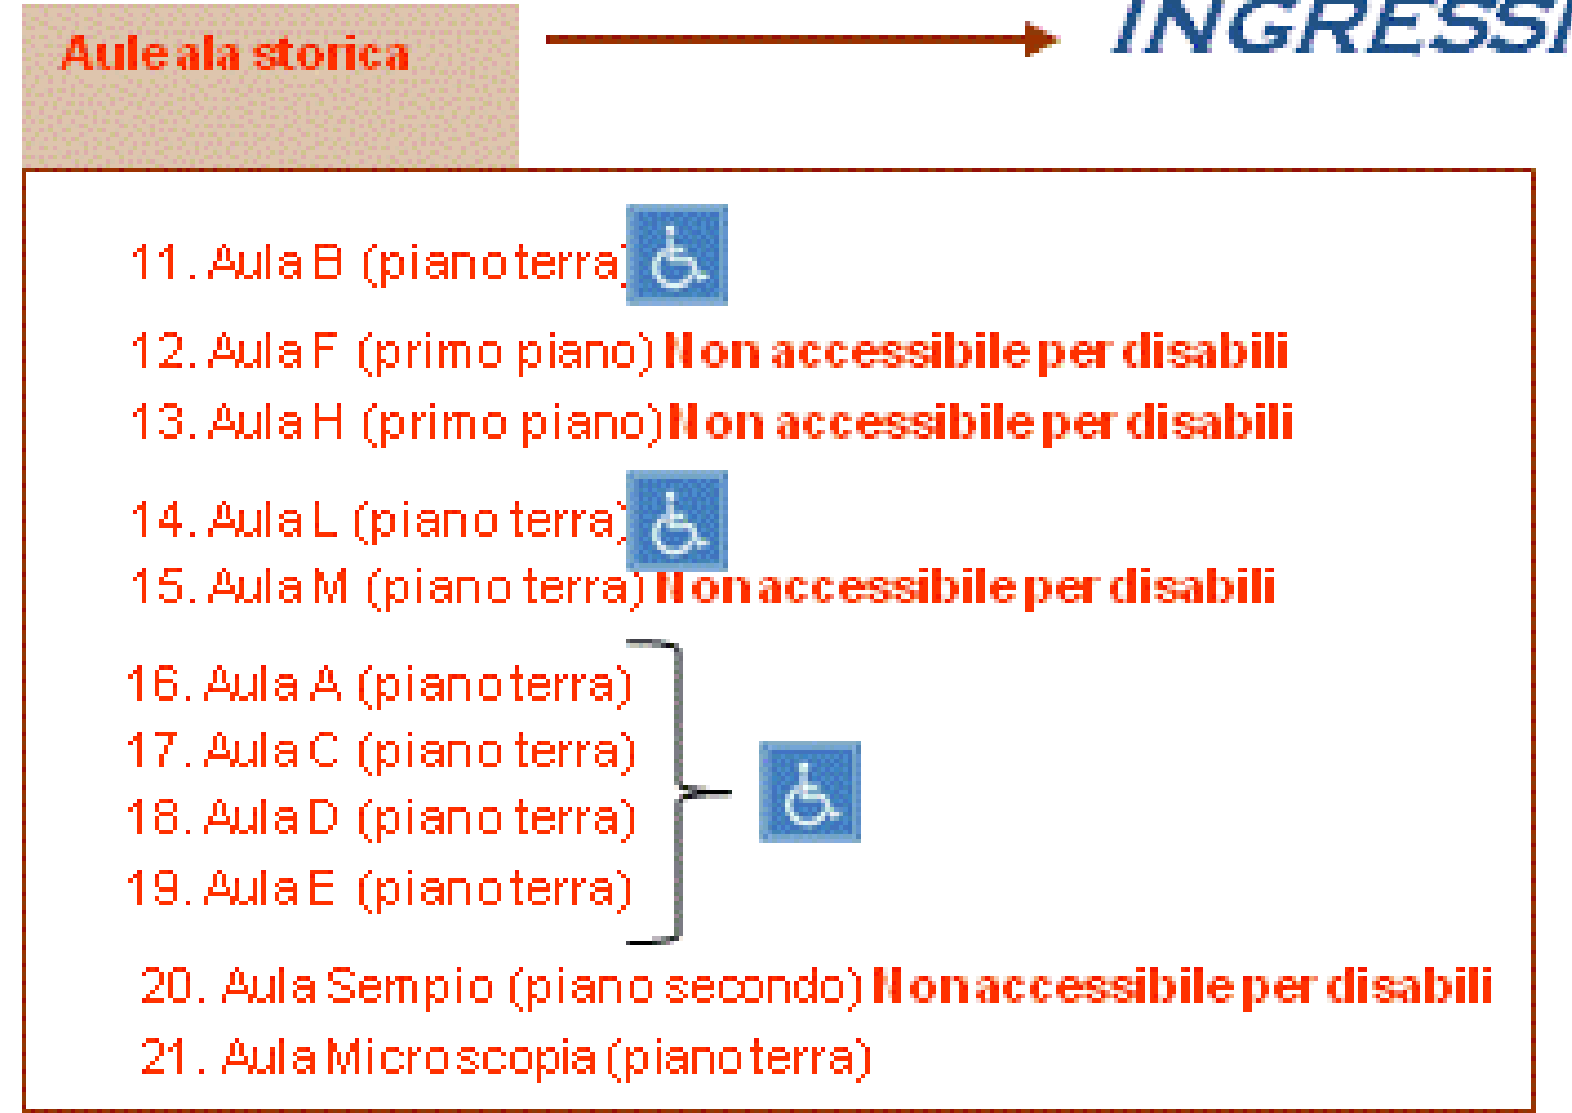 Aule ala storica
INGRESSI
11. Aula B (piano terra)
12. Aula F (primo piano) Non accessibile per disabili
13. Aula H (primo piano) Non accessibile per disabili
14. Aula L (piano terra)
15. Aula M (piano terra) Non accessibile per disabili
16. Aula A (piano terra)
17. Aula C (piano terra)
18. Aula D (piano terra)
19. Aula E (piano terra)
20. Aula Sempio (piano secondo) Non accessibile per disabili
21. Aula Microscopia (piano terra)